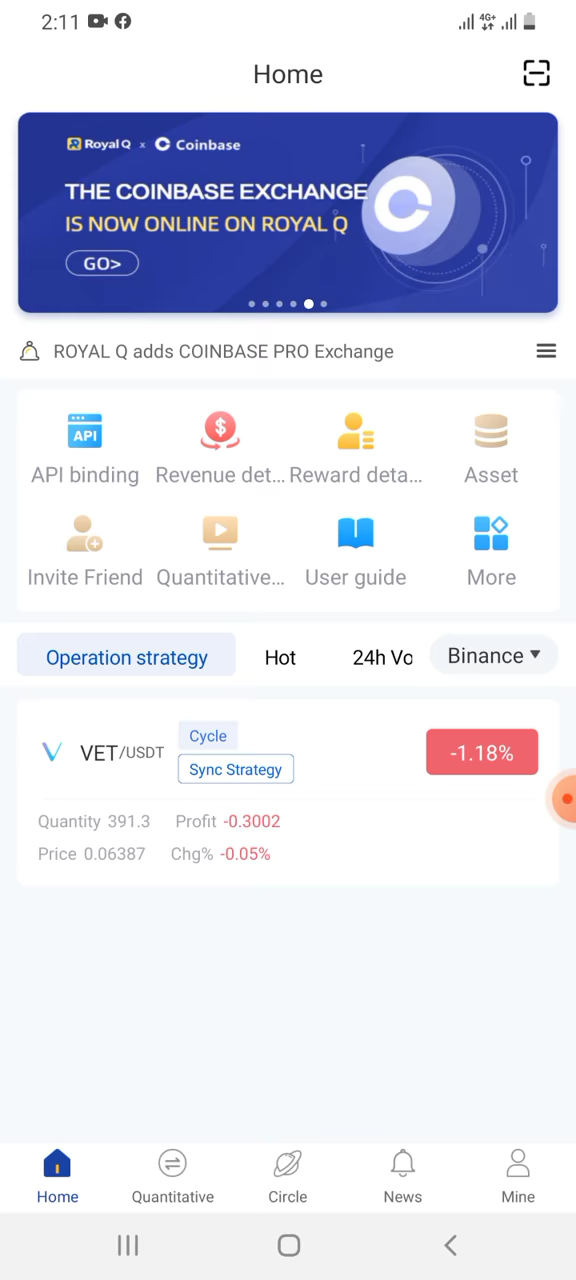 2:11
4G+
Home
Royal Q x Coinbase
THE COINBASE EXCHANGE
IS NOW ONLINE ON ROYAL Q
GO>
ROYAL Q adds COINBASE PRO Exchange
API
API binding Revenue det... Reward deta... Asset
Invite Friend Quantitative... User guide More
Operation strategy Hot 24h Vo Binance
Cycle
VET/USDT
Sync Strategy
-1.18%
Quantity 391.3 Profit -0.3002
Price 0.06387 Chg% -0.05%
Home Quantitative Circle News Mine